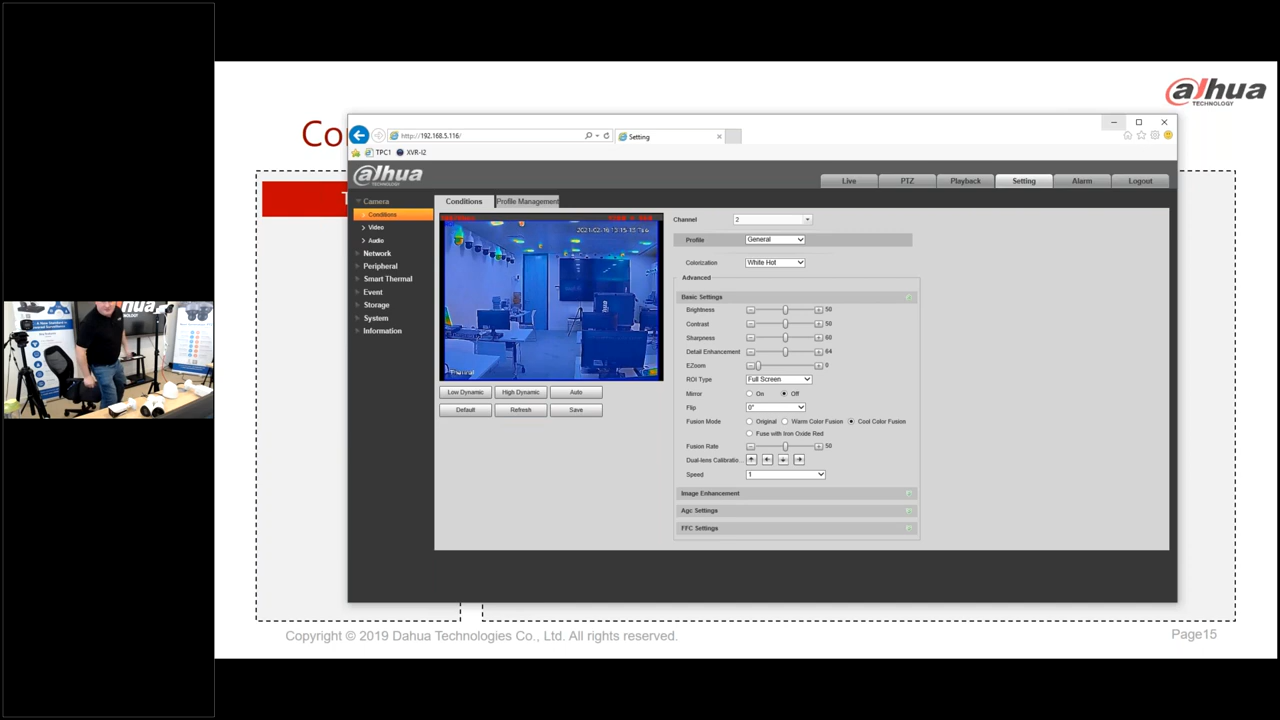 alhua
TECHNOLOGY
Co
http://192.168.5.116/
Setting
TPC1
XVR-I2
alhua
TECHNOLOGY
Live
PTZ
Playback
Setting
Alarm
Logout
Camera
Conditions
Video
Audio
Network
Peripheral
Smart Thermal
Event
Storage
System
Information
Conditions
Profile Management
Thermal
Low Dynamic
High Dynamic
Auto
Default
Refresh
Save
Channel 2
Profile General
Colorization White Hot
Advanced
Basic Settings
Brightness 50
Contrast 50
Sharpness 60
Detail Enhancement 64
EZoom 0
ROI Type Full Screen
Mirror On Off
Flip 0°
Fusion Mode Original Warm Color Fusion Cool Color Fusion
Fuse with Iron Oxide Red
Fusion Rate 50
Dual-lens Calibratio...
Speed 1
Image Enhancement
Agc Settings
FFC Settings
Copyright © 2019 Dahua Technologies Co., Ltd. All rights reserved.
Page15